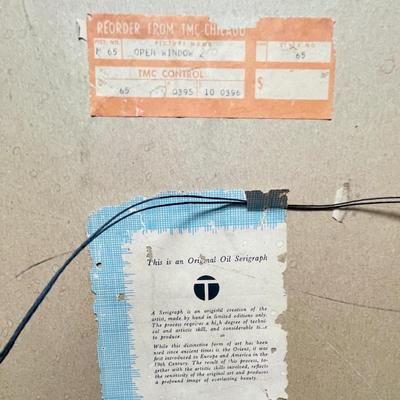 REORDER FROM TMC-CHICAGO
PICTURE NAME
65 OPEN WINDOW 2 65
TMC CONTROL
$
65 0395 10 0396
This is an Original Oil Serigraph
T
A Serigraph is an original creation of the
artist, made by hand in limited editions only.
The process requires a high degree of techni-
cal and artistic skill, and considerable
to produce.
While this distinctive form of art has been
used since ancient times in the Orient, it was
first introduced to Europe and America in the
19th Century. The result of this process, to-
gether with the artistic skills involved, reflects
the sensitivity of the original art and produces
a profound image of everlasting beauty.